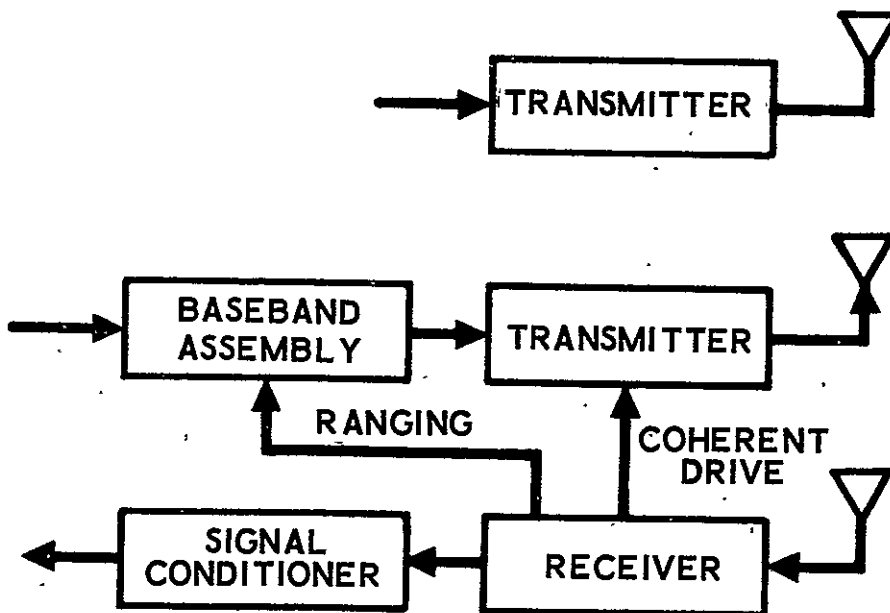 TRANSMITTER
BASEBAND
ASSEMBLY
TRANSMITTER
RANGING
COHERENT
DRIVE
SIGNAL
CONDITIONER
RECEIVER